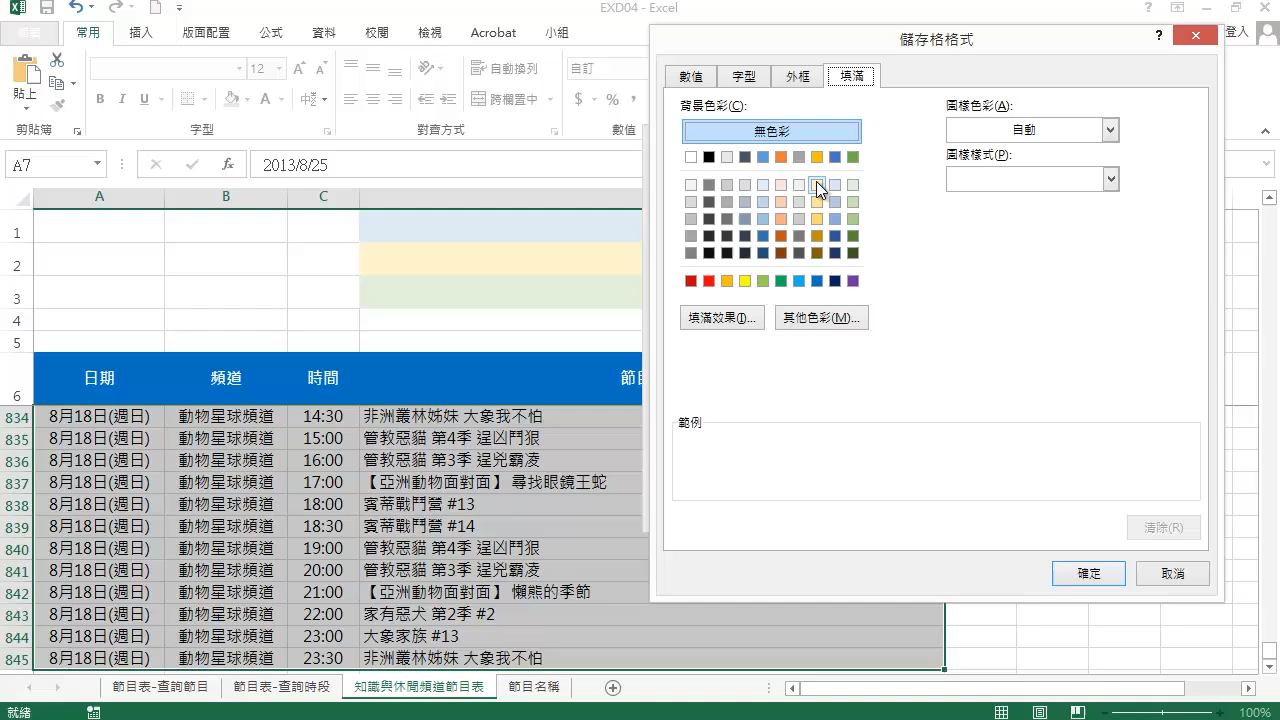 EXD04 - Excel
常用 插入 版面配置 公式 資料 校閱 檢視 Acrobat 小組 登入
貼上
12
B I U A 中 自動換列 跨欄置中 自訂 $ %
剪貼簿 字型 對齊方式 數值
A7 fx 2013/8/25
A B C
1
2
3
4
5
6 日期 頻道 時間 節
834 8月18日(週日) 動物星球頻道 14:30 非洲叢林姊妹 大象我不怕
835 8月18日(週日) 動物星球頻道 15:00 管教惡貓 第4季 逞凶鬥狠
836 8月18日(週日) 動物星球頻道 16:00 管教惡貓 第3季 逞兇霸凌
837 8月18日(週日) 動物星球頻道 17:00 【亞洲動物面對面】 尋找眼鏡王蛇
838 8月18日(週日) 動物星球頻道 18:00 賓蒂戰鬥營 #13
839 8月18日(週日) 動物星球頻道 18:30 賓蒂戰鬥營 #14
840 8月18日(週日) 動物星球頻道 19:00 管教惡貓 第4季 逞凶鬥狠
841 8月18日(週日) 動物星球頻道 20:00 管教惡貓 第3季 逞兇霸凌
842 8月18日(週日) 動物星球頻道 21:00 【亞洲動物面對面】 懶熊的季節
843 8月18日(週日) 動物星球頻道 22:00 家有惡犬 第2季 #2
844 8月18日(週日) 動物星球頻道 23:00 大象家族 #13
845 8月18日(週日) 動物星球頻道 23:30 非洲叢林姊妹 大象我不怕
節目表-查詢節目 節目表-查詢時段 知識與休閒頻道節目表 節目名稱
就緒 100%
儲存格格式
數值 字型 外框 填滿
背景色彩(C):
無色彩
圖樣色彩(A):
自動
圖樣樣式(P):
填滿效果(I)... 其他色彩(M)...
範例
清除(R)
確定 取消